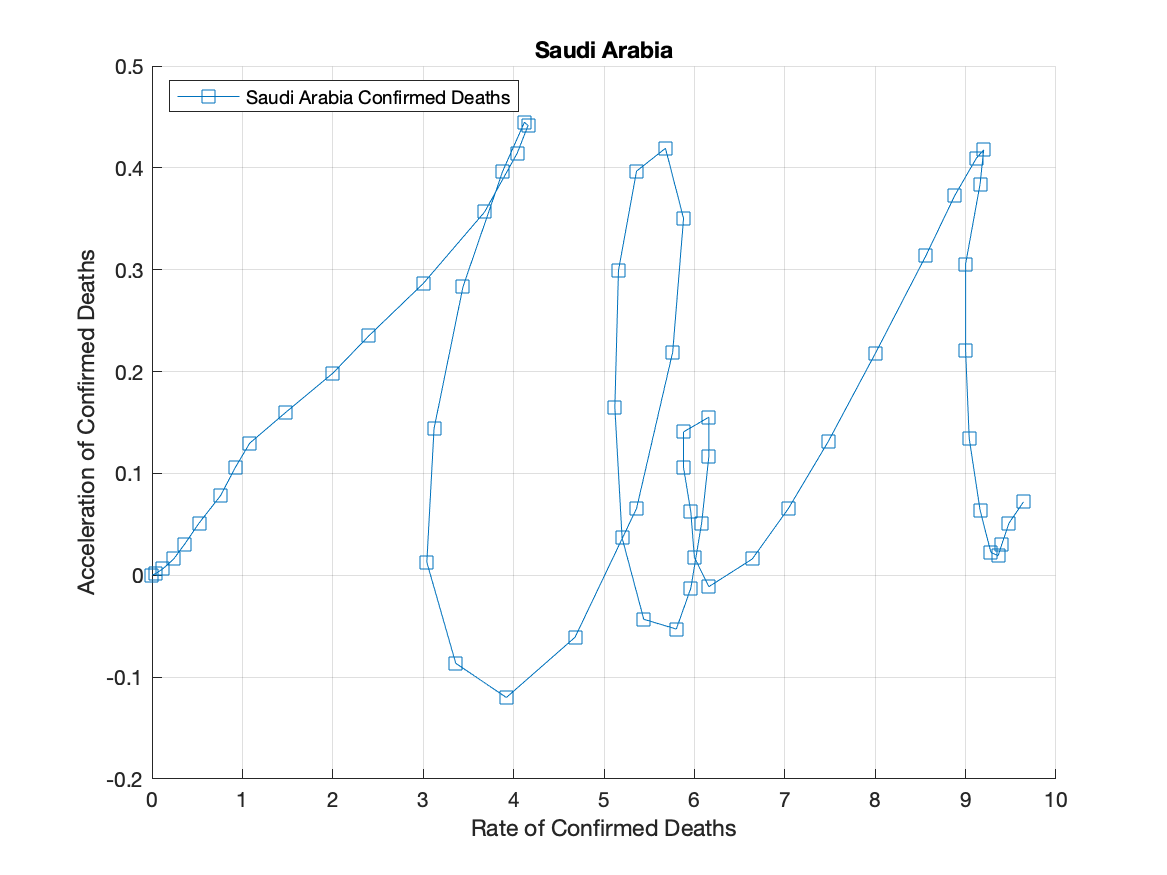 Saudi Arabia
0.5
Saudi Arabia Confirmed Deaths
0.4
0.3
0.2
0.1
0
-0.1
-0.2
Acceleration of Confirmed Deaths
0 1 2 3 4 5 6 7 8 9 10
Rate of Confirmed Deaths